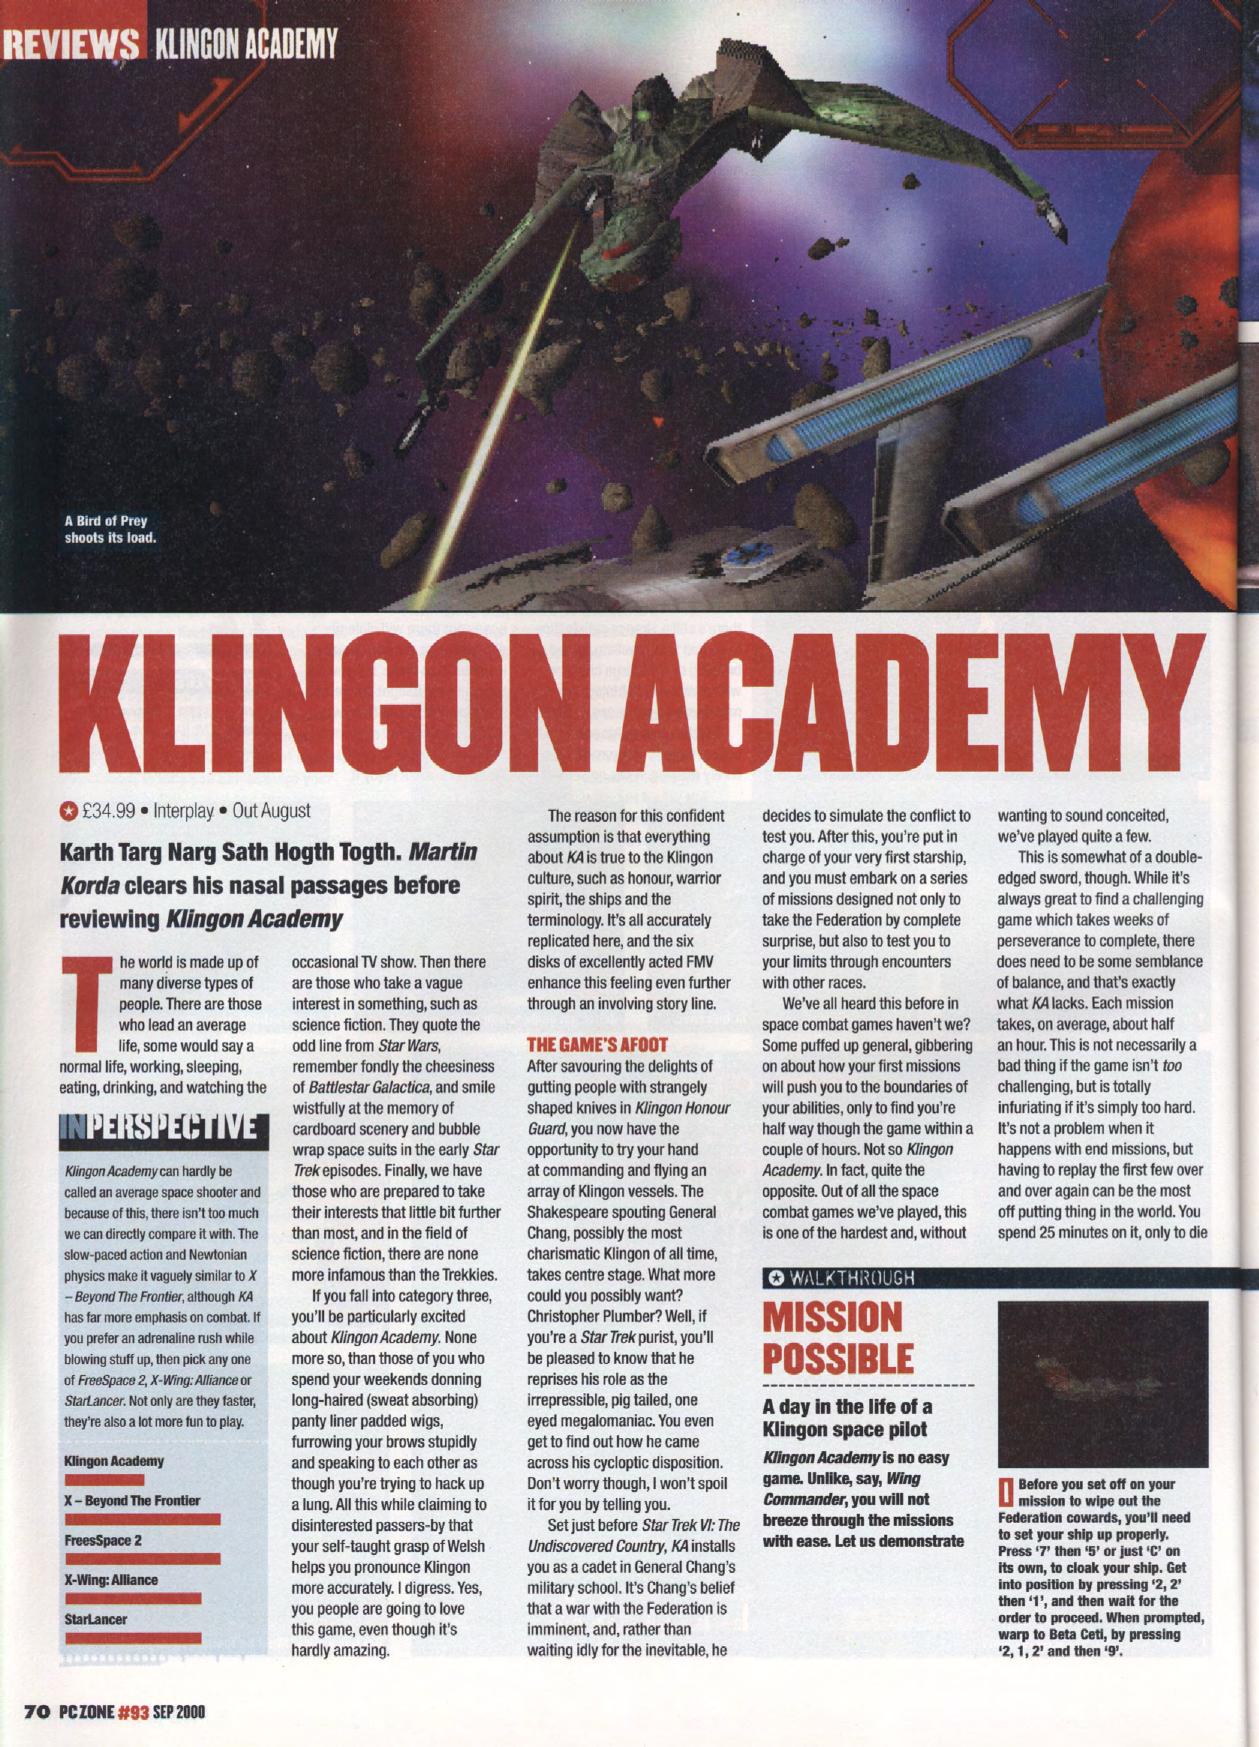 REVIEWS KLINGON ACADEMY
A Bird of Prey
shoots its load.
KLINGON ACADEMY
£34.99 • Interplay • Out August
Karth Targ Narg Sath Hogth Togth. Martin
Korda clears his nasal passages before
reviewing Klingon Academy
The world is made up of
many diverse types of
people. There are those
who lead an average
life, some would say a
normal life, working, sleeping,
eating, drinking, and watching the
occasional TV show. Then there
are those who take a vague
interest in something, such as
science fiction. They quote the
odd line from Star Wars,
remember fondly the cheesiness
of Battlestar Galactica, and smile
wistfully at the memory of
cardboard scenery and bubble
wrap space suits in the early Star
Trek episodes. Finally, we have
those who are prepared to take
their interests that little bit further
than most, and in the field of
science fiction, there are none
more infamous than the Trekkies.
If you fall into category three,
you'll be particularly excited
about Klingon Academy. None
more so, than those of you who
spend your weekends donning
long-haired (sweat absorbing)
panty liner padded wigs,
furrowing your brows stupidly
and speaking to each other as
though you're trying to hack up
a lung. All this while claiming to
disinterested passers-by that
your self-taught grasp of Welsh
helps you pronounce Klingon
more accurately. I digress. Yes,
you people are going to love
this game, even though it's
hardly amazing.
The reason for this confident
assumption is that everything
about KA is true to the Klingon
culture, such as honour, warrior
spirit, the ships and the
terminology. It's all accurately
replicated here, and the six
disks of excellently acted FMV
enhance this feeling even further
through an involving story line.
THE GAME'S AFOOT
After savouring the delights of
gutting people with strangely
shaped knives in Klingon Honour
Guard, you now have the
opportunity to try your hand
at commanding and flying an
array of Klingon vessels. The
Shakespeare spouting General
Chang, possibly the most
charismatic Klingon of all time,
takes centre stage. What more
could you possibly want?
Christopher Plumber? Well, if
you're a Star Trek purist, you'll
be pleased to know that he
reprises his role as the
irrepressible, pig tailed, one
eyed megalomaniac. You even
get to find out how he came
across his cycloptic disposition.
Don't worry though, I won't spoil
it for you by telling you.
Set just before Star Trek VI: The
Undiscovered Country, KA installs
you as a cadet in General Chang's
military school. It's Chang's belief
that a war with the Federation is
imminent, and, rather than
waiting idly for the inevitable, he
decides to simulate the conflict to
test you. After this, you're put in
charge of your very first starship,
and you must embark on a series
of missions designed not only to
take the Federation by complete
surprise, but also to test you to
your limits through encounters
with other races.
We've all heard this before in
space combat games haven't we?
Some puffed up general, gibbering
on about how your first missions
will push you to the boundaries of
your abilities, only to find you're
half way though the game within a
couple of hours. Not so Klingon
Academy. In fact, quite the
opposite. Out of all the space
combat games we've played, this
is one of the hardest and, without
wanting to sound conceited,
we've played quite a few.
This is somewhat of a double-
edged sword, though. While it's
always great to find a challenging
game which takes weeks of
perseverance to complete, there
does need to be some semblance
of balance, and that's exactly
what KA lacks. Each mission
takes, on average, about half
an hour. This is not necessarily a
bad thing if the game isn't too
challenging, but is totally
infuriating if it's simply too hard.
It's not a problem when it
happens with end missions, but
having to replay the first few over
and over again can be the most
off putting thing in the world. You
spend 25 minutes on it, only to die
INPERSPECTIVE
Klingon Academy can hardly be
called an average space shooter and
because of this, there isn't too much
we can directly compare it with. The
slow-paced action and Newtonian
physics make it vaguely similar to X
– Beyond The Frontier, although KA
has far more emphasis on combat. If
you prefer an adrenaline rush while
blowing stuff up, then pick any one
of FreeSpace 2, X-Wing: Alliance or
StarLancer. Not only are they faster,
they're also a lot more fun to play.
Klingon Academy
X – Beyond The Frontier
FreesSpace 2
X-Wing: Alliance
StarLancer
WALKTHROUGH
MISSION
POSSIBLE
A day in the life of a
Klingon space pilot
Klingon Academy is no easy
game. Unlike, say, Wing
Commander, you will not
breeze through the missions
with ease. Let us demonstrate
0 Before you set off on your
mission to wipe out the
Federation cowards, you'll need
to set your ship up properly.
Press '7' then '5' or just 'C' on
its own, to cloak your ship. Get
into position by pressing '2, 2'
then '1', and then wait for the
order to proceed. When prompted,
warp to Beta Ceti, by pressing
'2, 1, 2' and then '9'.
70 PCZONE #93 SEP 2000